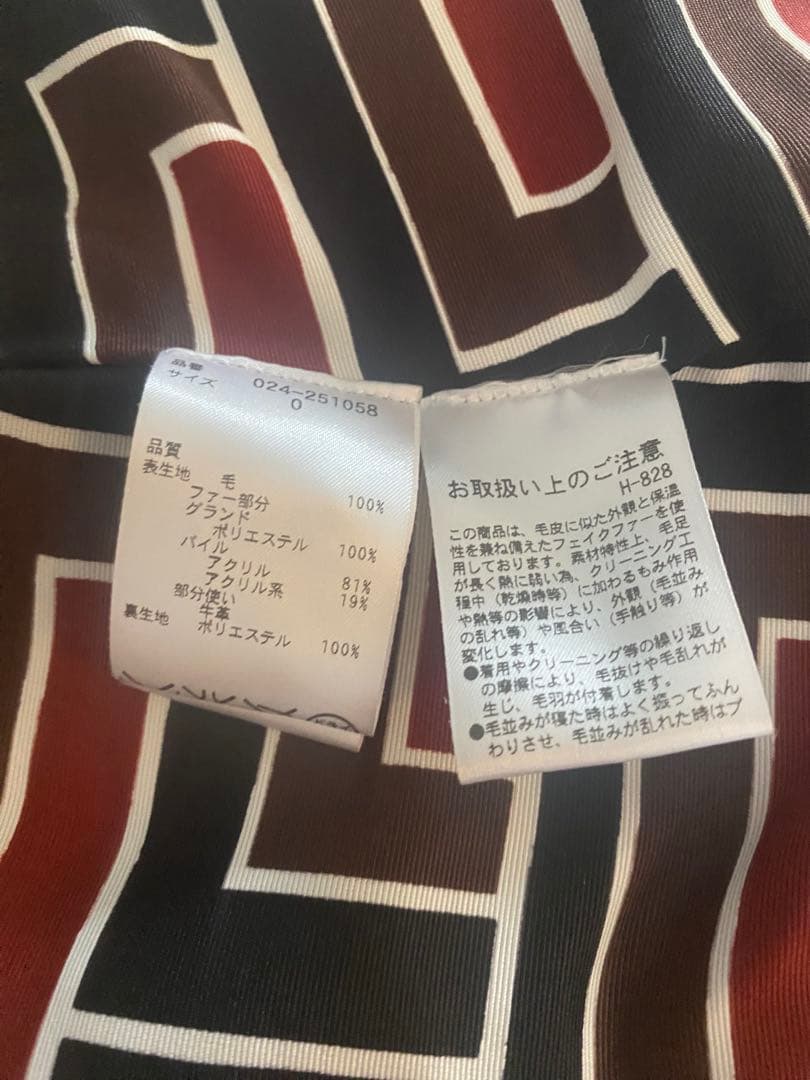 品番 024-251058
サイズ 0
品質
表生地 毛 100%
ファー部分
グランド
ポリエステル 100%
パイル
アクリル 81%
アクリル系 19%
部分使い
牛革
裏生地 ポリエステル 100%
お取扱い上のご注意
H-828
この商品は、毛皮に似た外観と保温
性を兼ね備えたフェイクファーを使
用しております。素材特性上、毛足
が長く熱に弱い為、クリーニング工
程中（乾燥時等）に加わるもみ作用
や熱等の影響により、外観（毛並み
の乱れ等）や風合い（手触り等）が
変化します。
●着用やクリーニング等の繰り返し
の摩擦により、毛抜けや毛乱れが
生じ、毛羽が付着します。
●毛並みが寝た時はよく振ってふん
わりさせ、毛並みが乱れた時はブ